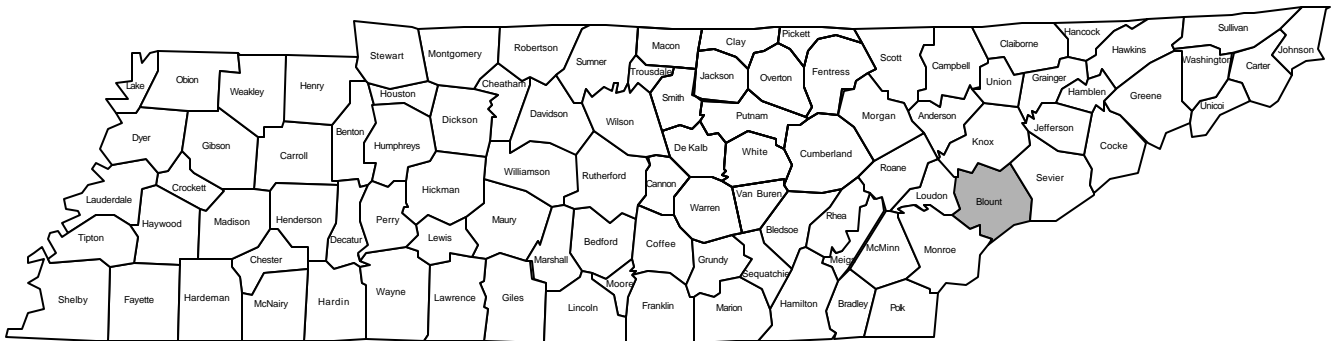 Pickett
Hancock
Sullivan
Johnson
Stewart
Montgomery
Robertson
Sumner
Macon
Clay
Scott
Claiborne
Hawkins
Washington
Carter
Lake
Obion
Weakley
Henry
Houston
Cheatham
Trousdale
Jackson
Overton
Fentress
Campbell
Union
Grainger
Hamblen
Greene
Unicoi
Smith
Dyer
Gibson
Carroll
Benton
Humphreys
Dickson
Davidson
Wilson
Putnam
Morgan
Anderson
Knox
Jefferson
Cocke
De Kalb
White
Cumberland
Roane
Sevier
Lauderdale
Crockett
Haywood
Madison
Henderson
Decatur
Perry
Hickman
Williamson
Rutherford
Cannon
Warren
Van Buren
Rhea
Loudon
Blount
Tipton
Chester
Lewis
Maury
Marshall
Bedford
Coffee
Grundy
Sequatchie
Bledsoe
Meigs
McMinn
Monroe
Shelby
Fayette
Hardeman
McNairy
Hardin
Wayne
Lawrence
Giles
Lincoln
Moore
Franklin
Marion
Hamilton
Bradley
Polk